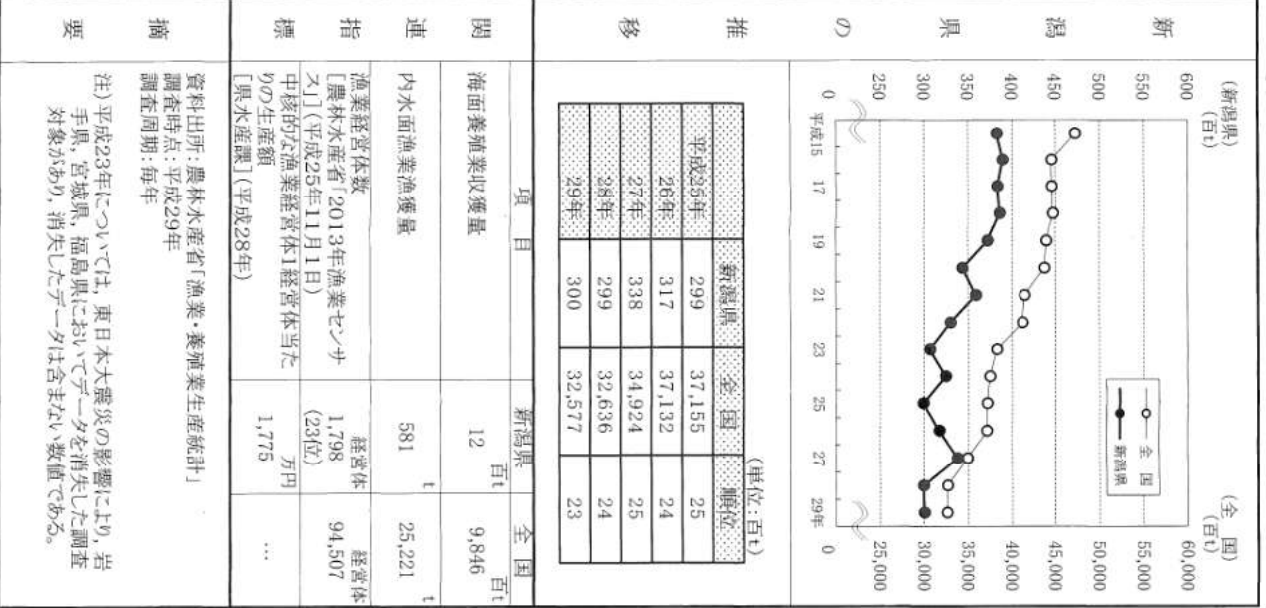 新潟県の推移
(新潟県)
(百t)
(全 国)
(百t)
600
550
500
450
400
350
300
250
0
60,000
55,000
50,000
45,000
40,000
35,000
30,000
25,000
0
全 国
新潟県
平成15 17 19 21 23 25 27 29年
(単位:百t)
新潟県 全 国 順位
平成25年 299 37,155 25
26年 317 37,132 24
27年 338 34,924 25
28年 299 32,636 24
29年 300 32,577 23
関連指標
項 目 新潟県 全 国
海面養殖業収獲量 12 百t 9,846 百t
内水面漁業漁獲量 581 t 25,221 t
漁業経営体数 経営体 経営体
[農林水産省「2013年漁業センサ 1,798 94,507
ス」](平成25年11月1日) (23位)
中核的な漁業経営体1経営体当た 万円
りの生産額 1,775 …
[県水産課](平成28年)
摘要
資料出所:農林水産省「漁業・養殖業生産統計」
調査時点:平成29年
調査周期:毎年
注)平成23年については, 東日本大震災の影響により, 岩
手県, 宮城県, 福島県においてデータを消失した調査
対象があり, 消失したデータは含まない数値である。